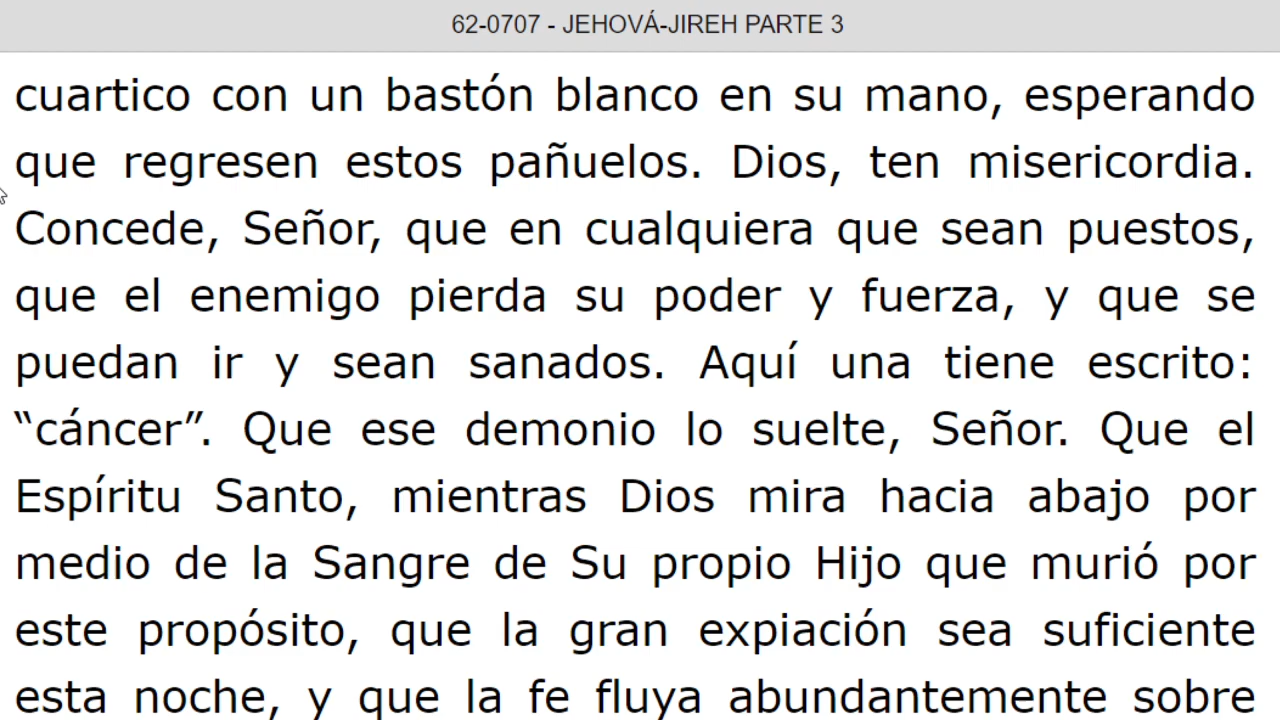 62-0707 - JEHOVÁ-JIREH PARTE 3
cuartico con un bastón blanco en su mano, esperando
que regresen estos pañuelos. Dios, ten misericordia.
Concede, Señor, que en cualquiera que sean puestos,
que el enemigo pierda su poder y fuerza, y que se
puedan ir y sean sanados. Aquí una tiene escrito:
“cáncer”. Que ese demonio lo suelte, Señor. Que el
Espíritu Santo, mientras Dios mira hacia abajo por
medio de la Sangre de Su propio Hijo que murió por
este propósito, que la gran expiación sea suficiente
esta noche, y que la fe fluya abundantemente sobre